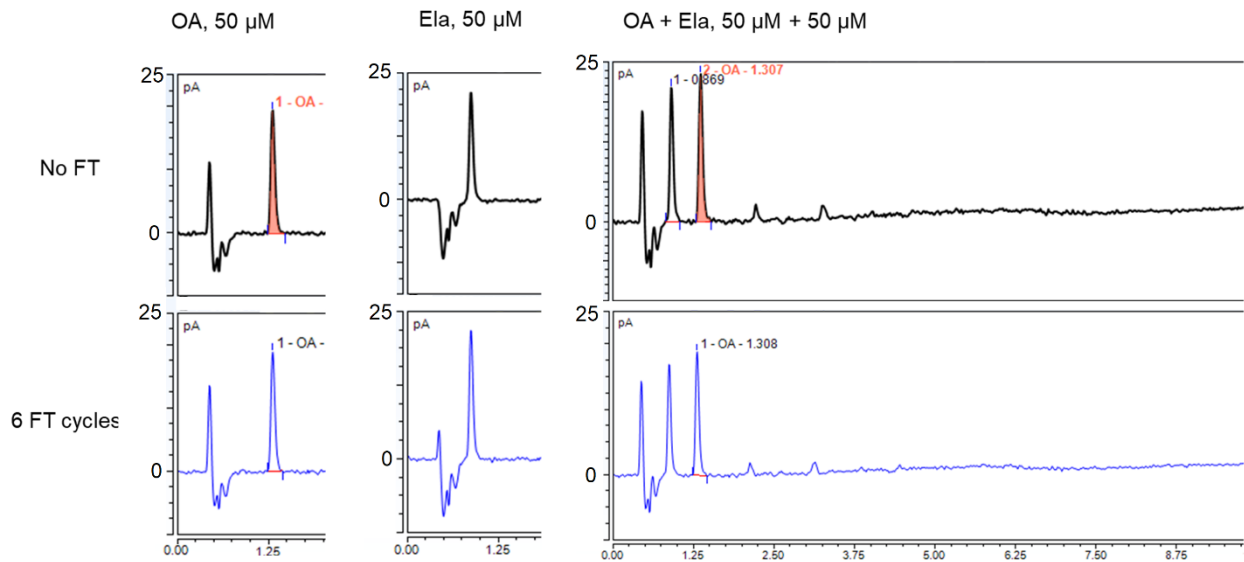 OA, 50 µM
Ela, 50 µM
OA + Ela, 50 µM + 50 µM
No FT
25
pA
1 - OA -
0
25
pA
0
25
pA
1 - 0.869
2 - OA - 1.307
0
6 FT cycles
25
pA
1 - OA -
0
0.00 1.25
25
pA
0
0.00 1.25
25
pA
1 - OA - 1.308
0
0.00 1.25 2.50 3.75 5.00 6.25 7.50 8.75